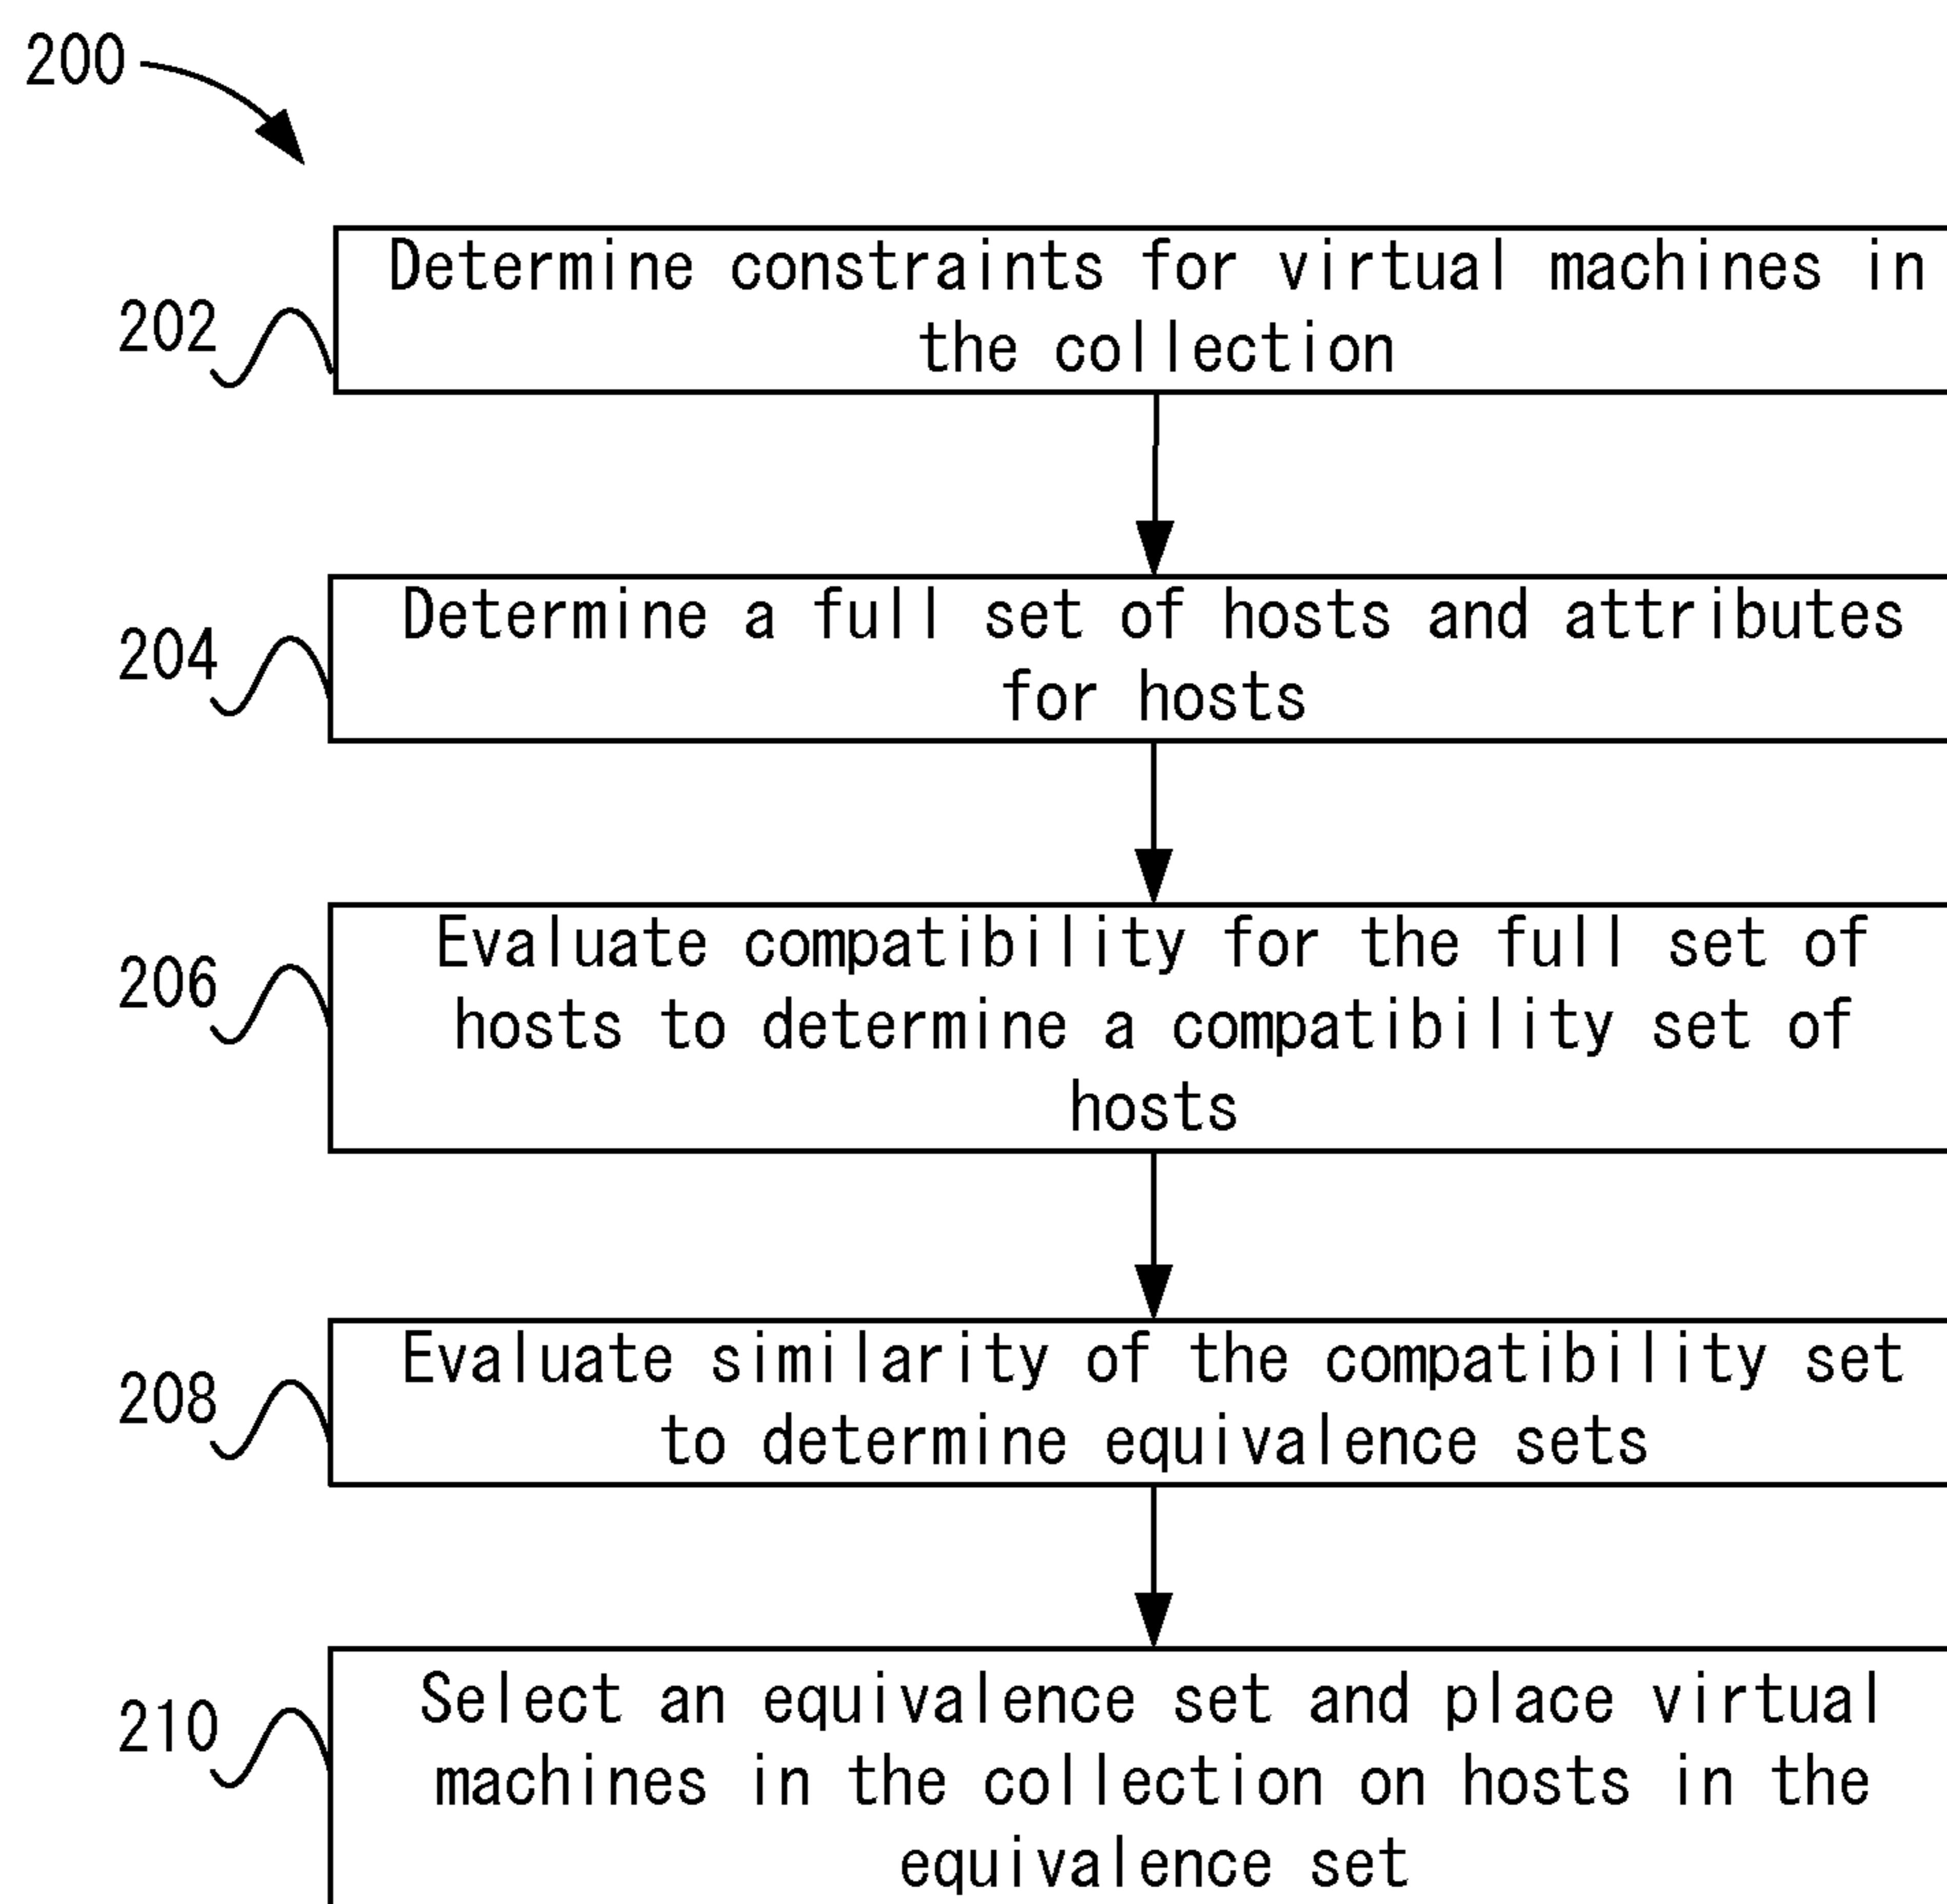 200
Determine constraints for virtual machines in
the collection
202
Determine a full set of hosts and attributes
for hosts
204
Evaluate compatibility for the full set of
hosts to determine a compatibility set of
hosts
206
Evaluate similarity of the compatibility set
to determine equivalence sets
208
Select an equivalence set and place virtual
machines in the collection on hosts in the
equivalence set
210